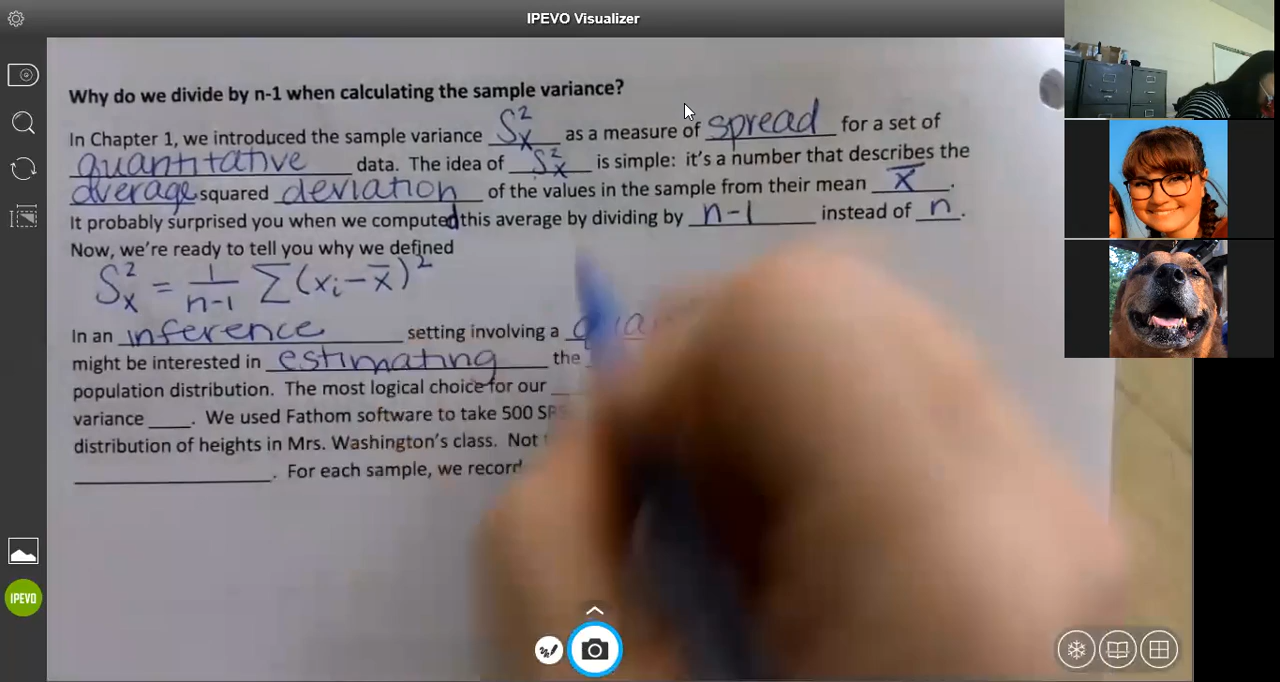 IPEVO Visualizer
Why do we divide by n-1 when calculating the sample variance?
In Chapter 1, we introduced the sample variance S²ₓ as a measure of spread for a set of
quantitative data. The idea of S²ₓ is simple: it's a number that describes the
average squared deviation of the values in the sample from their mean x̅.
It probably surprised you when we computed this average by dividing by n-1 instead of n.
Now, we're ready to tell you why we defined
S²ₓ = 1/(n-1) Σ(xᵢ - x̅)²
In an inference setting involving a
might be interested in estimating the
population distribution. The most logical choice for our
variance ____. We used Fathom software to take 500
distribution of heights in Mrs. Washington's class. Not
____. For each sample, we record
IPEVO